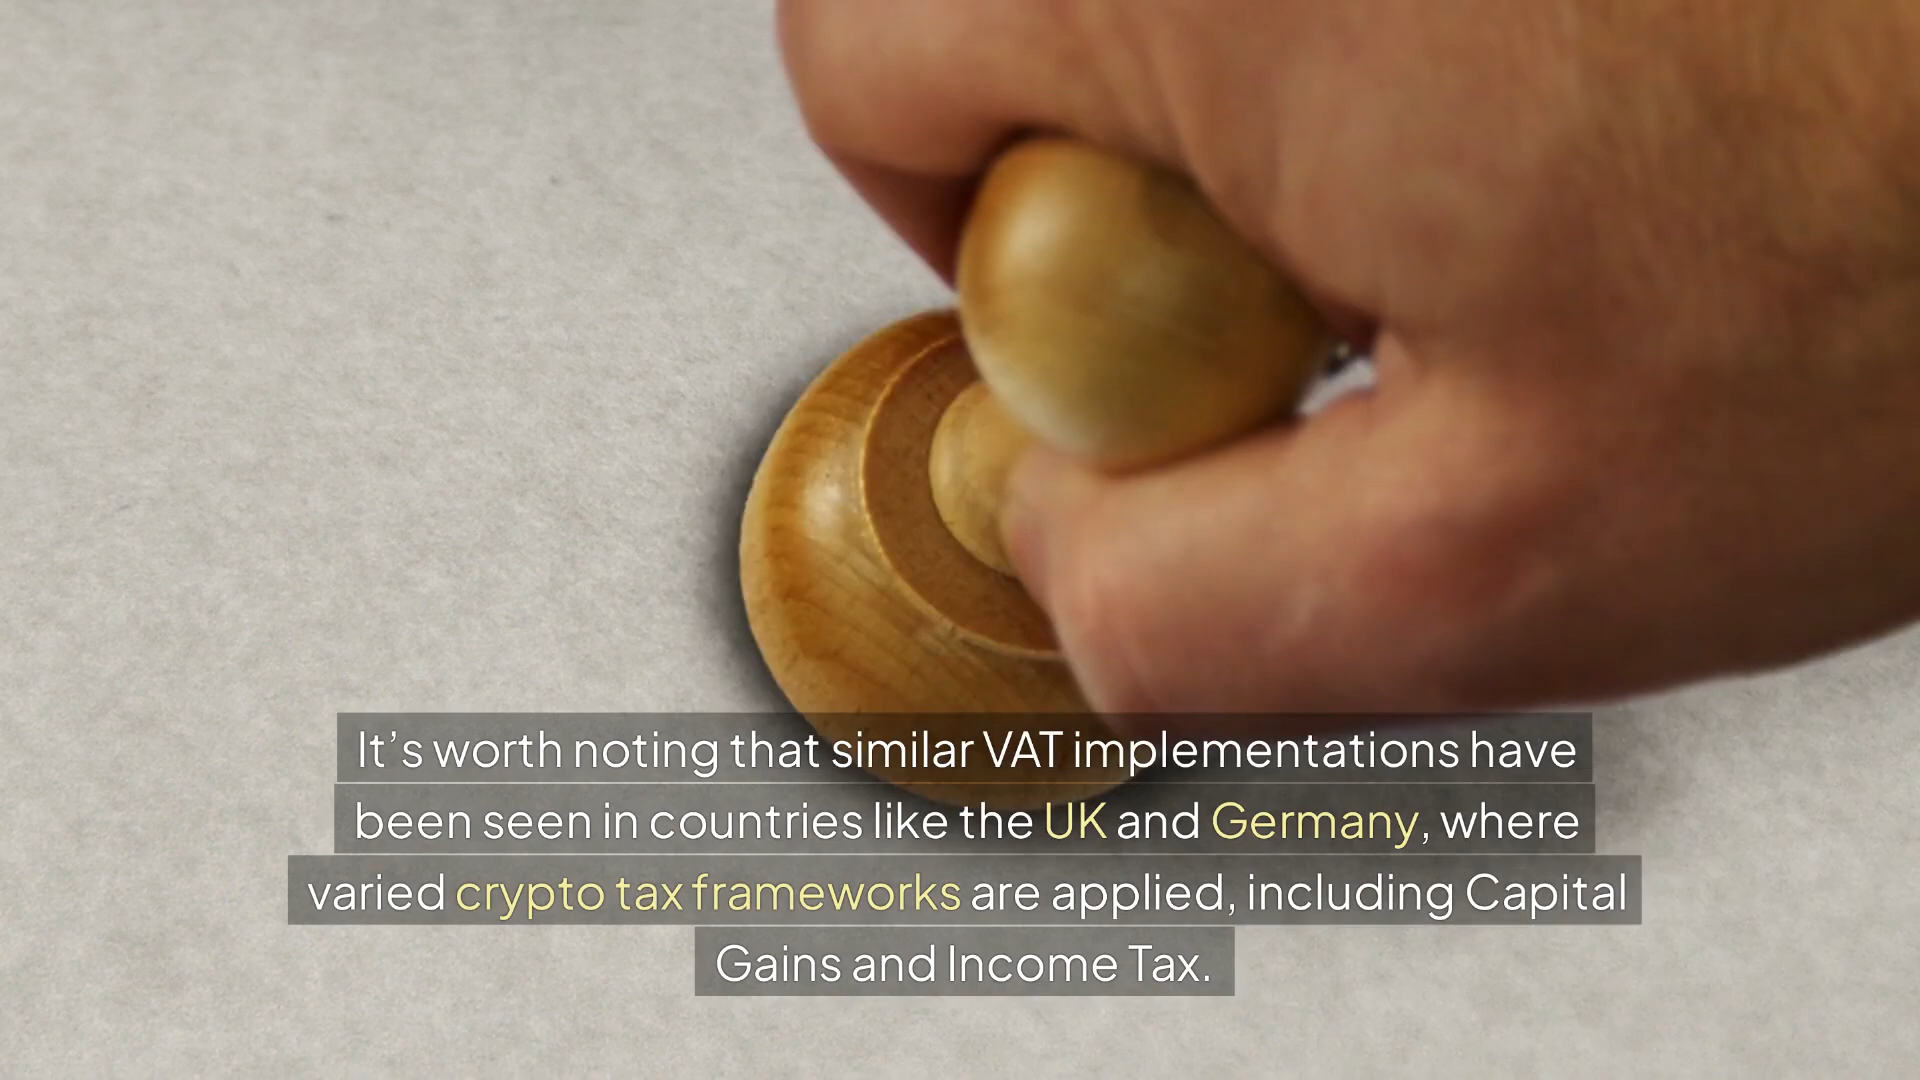 It’s worth noting that similar VAT implementations have
been seen in countries like the UK and Germany, where
varied crypto tax frameworks are applied, including Capital
Gains and Income Tax.